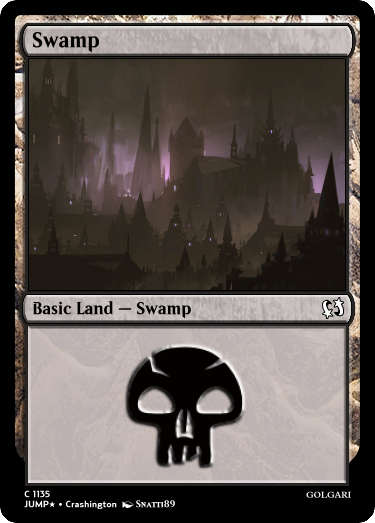 Swamp
Basic Land — Swamp
C 1135
GOLGARI
JUMP★ • Crashington Snatti89